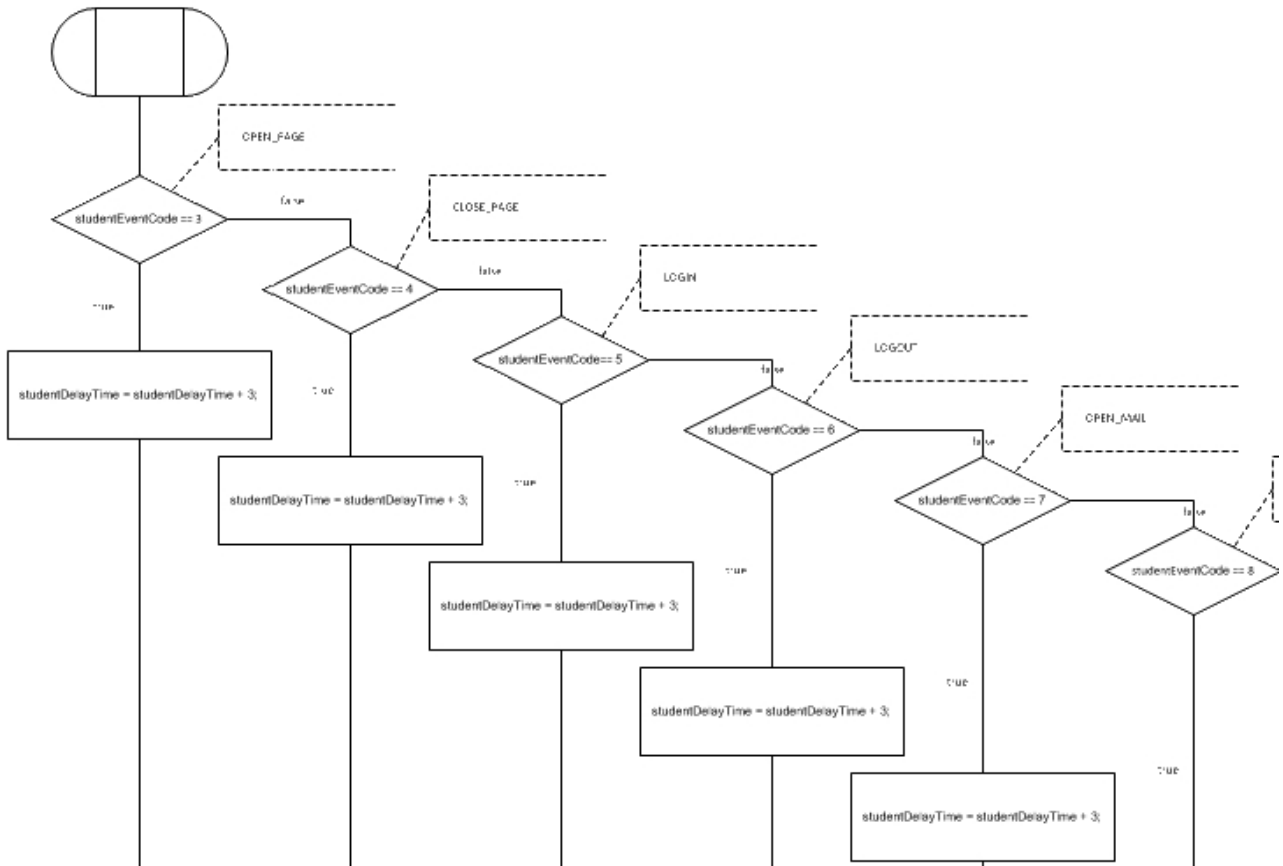 OPEN_PAGE
studentEventCode == 3
false
CLOSE_PAGE
true
studentEventCode == 4
false
LOGIN
studentDelayTime = studentDelayTime + 3;
true
studentEventCode== 5
false
LOGOUT
studentDelayTime = studentDelayTime + 3;
true
studentEventCode == 6
false
OPEN_MAIL
studentDelayTime = studentDelayTime + 3;
true
studentEventCode == 7
false
studentDelayTime = studentDelayTime + 3;
true
studentEventCode == 8
studentDelayTime = studentDelayTime + 3;
true